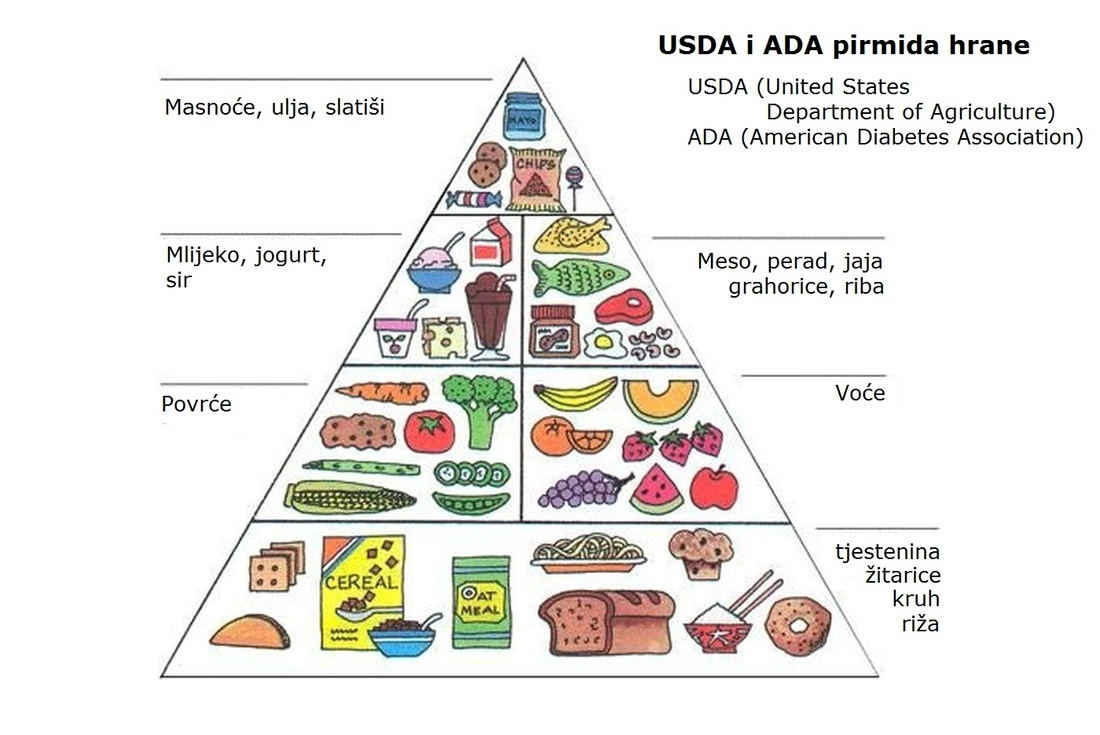 USDA i ADA pirmida hrane
USDA (United States
Department of Agriculture)
ADA (American Diabetes Association)
Masnoće, ulja, slatiši
MAYO
CHIPS
Mlijeko, jogurt,
sir
Meso, perad, jaja
grahorice, riba
Povrće
Voće
CEREAL
OAT
MEAL
tjestenina
žitarice
kruh
riža